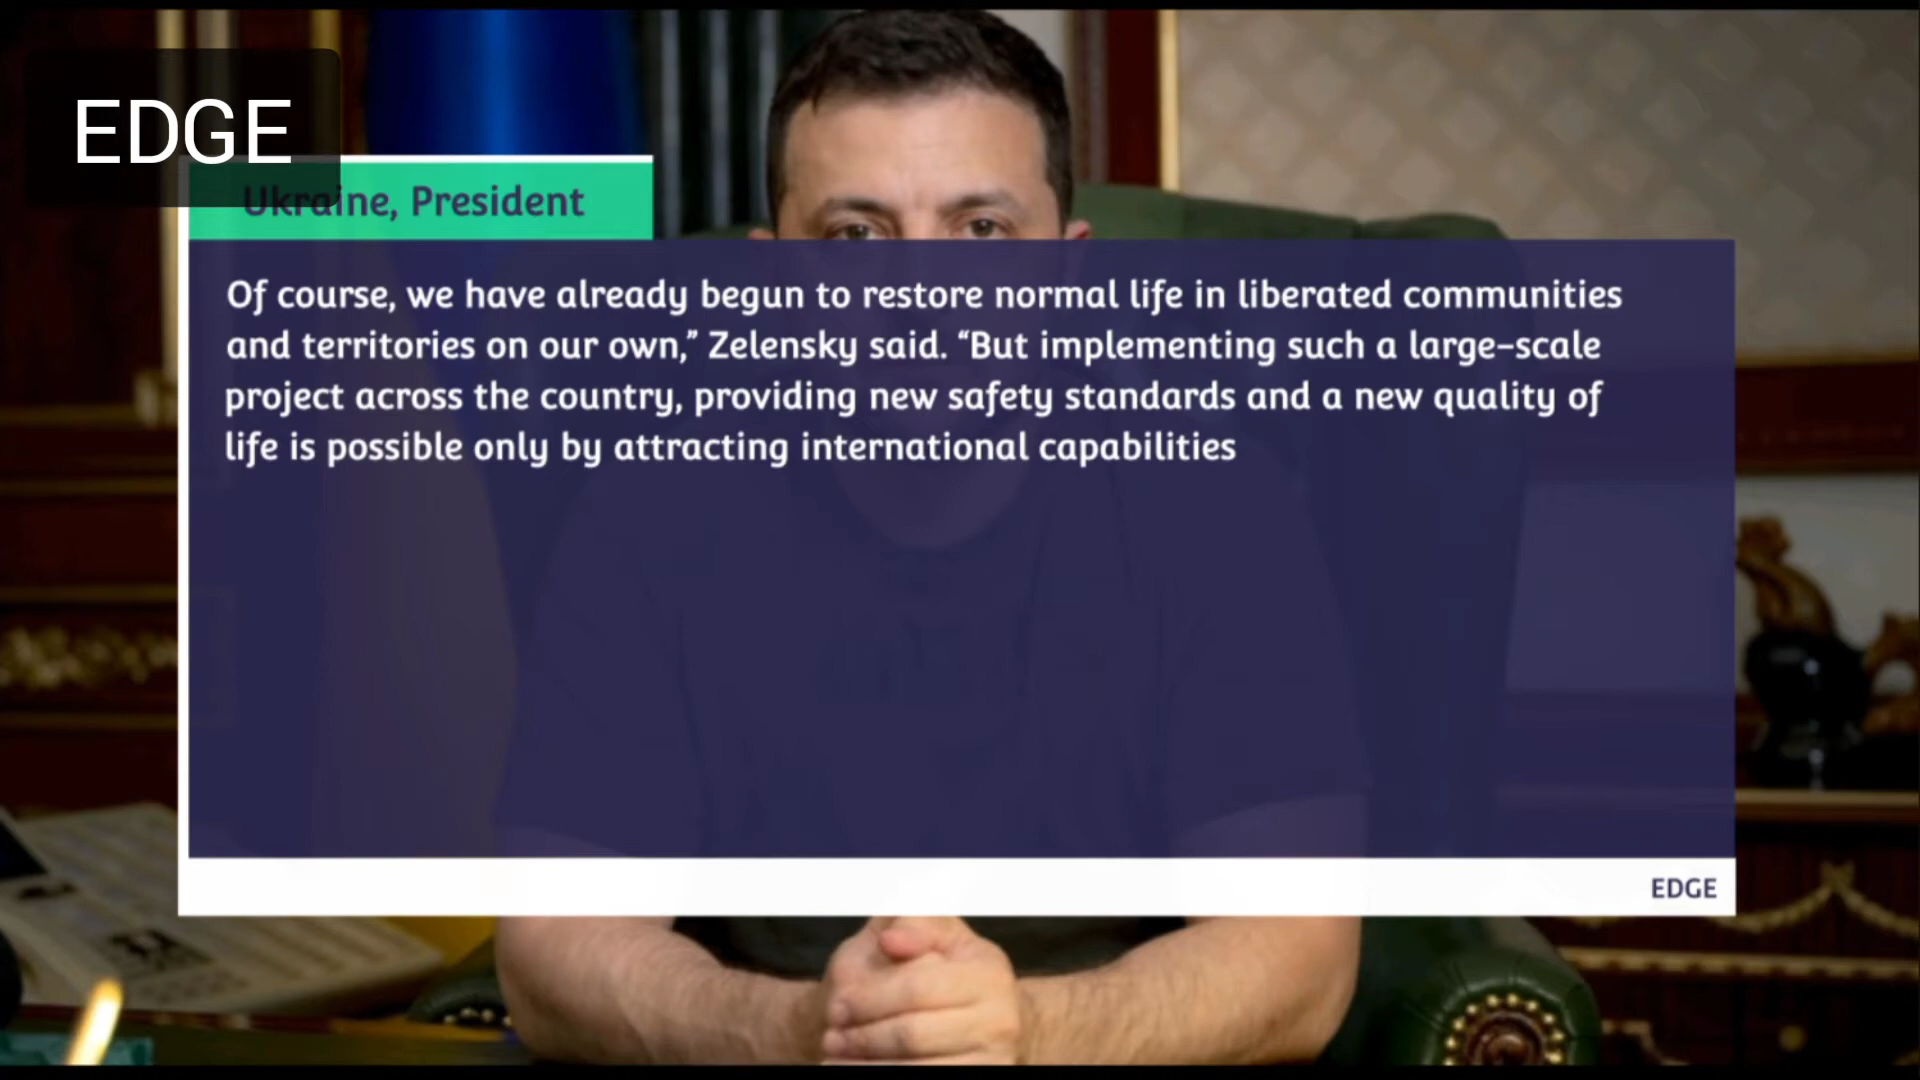 EDGE
Ukraine, President
Of course, we have already begun to restore normal life in liberated communities
and territories on our own,” Zelensky said. “But implementing such a large-scale
project across the country, providing new safety standards and a new quality of
life is possible only by attracting international capabilities
EDGE